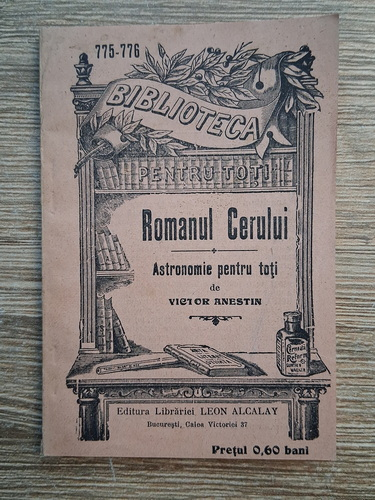 775-776
BIBLIOTECA
PENTRU TOȚI
Romanul Cerului
Astronomie pentru toți
de
VICTOR ANESTIN
Cerneală
Editura Librăriei LEON ALCALAY
București, Calea Victoriei 37
Prețul 0,60 bani